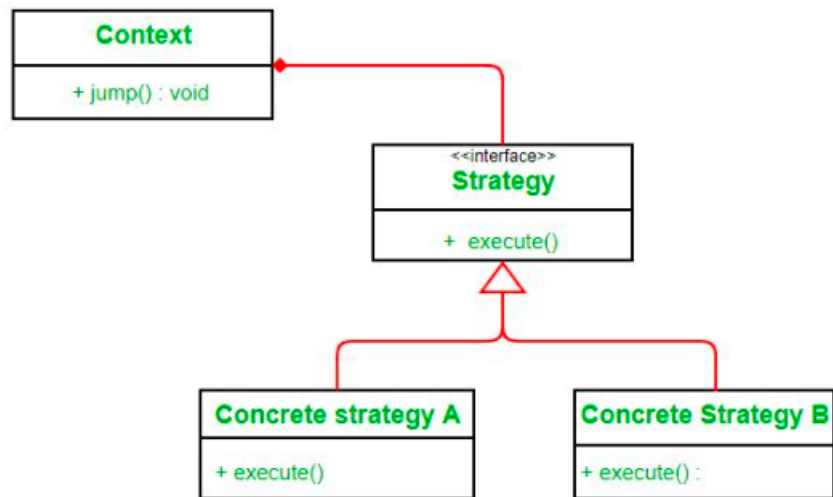 Context
+ jump() : void
<<interface>>
Strategy
+ execute()
Concrete strategy A
+ execute()
Concrete Strategy B
+ execute() :